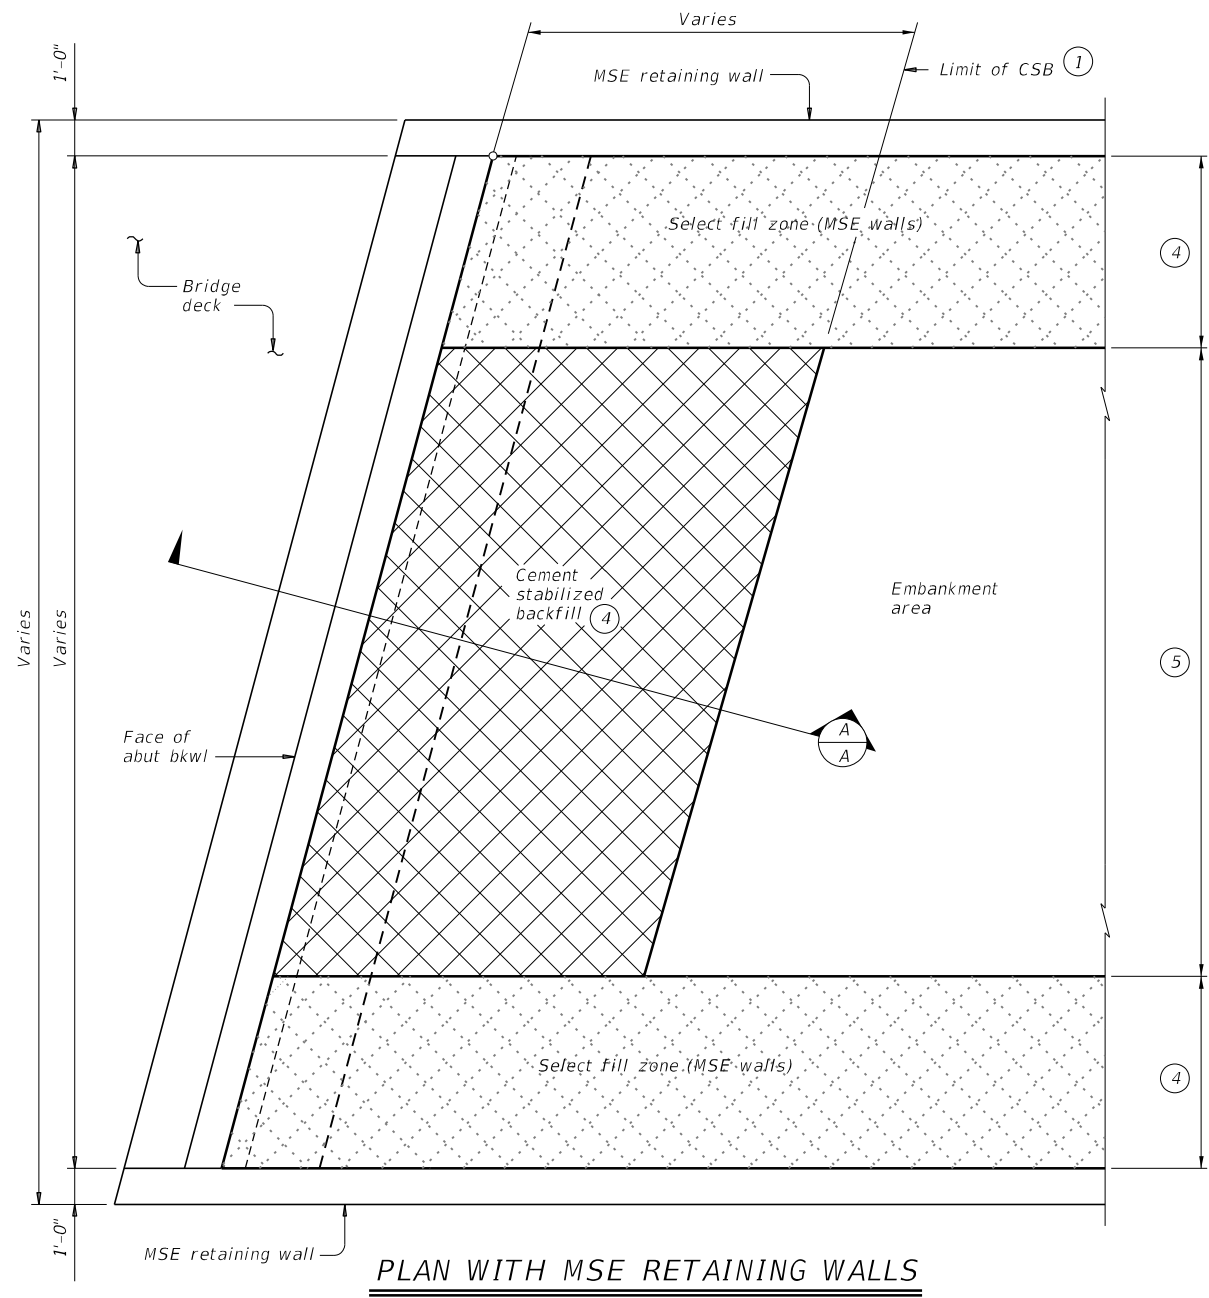 Varies
1'-0"
MSE retaining wall
Limit of CSB 1
Select fill zone (MSE walls)
4
Bridge
deck
Cement
stabilized
backfill 4
Embankment
area
Varies
Varies
5
Face of
abut bkwl
A
A
Select fill zone (MSE walls)
4
1'-0"
MSE retaining wall
PLAN WITH MSE RETAINING WALLS